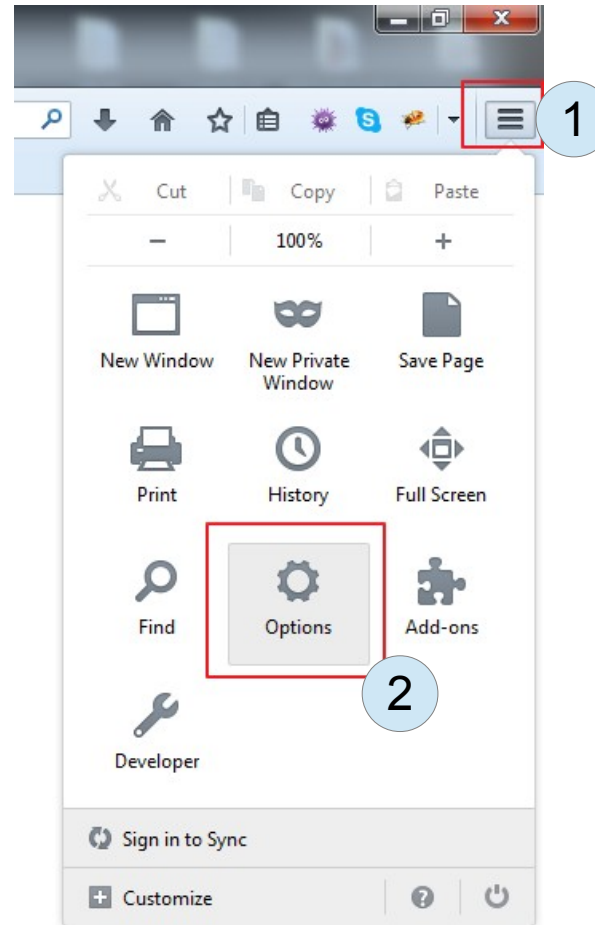 1
Cut Copy Paste
− 100% +
New Window New Private Window Save Page
Print History Full Screen
Find Options Add-ons
2
Developer
Sign in to Sync
Customize